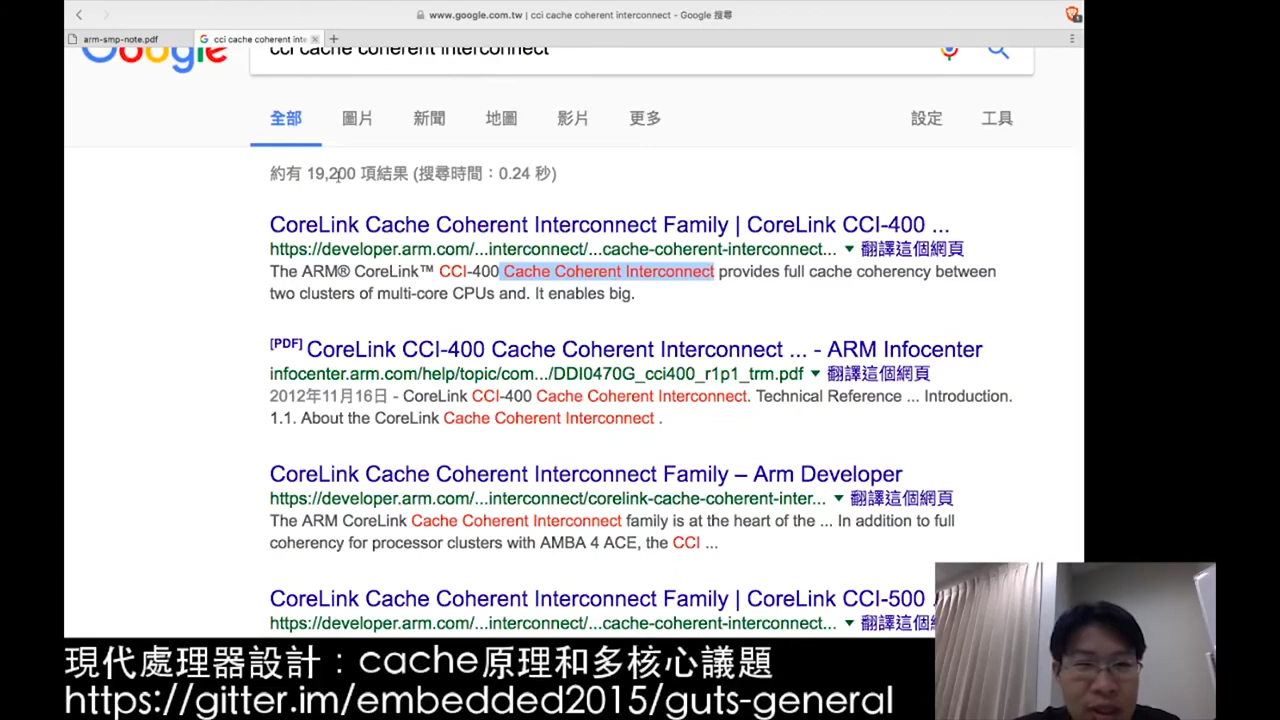 www.google.com.tw | cci cache coherent interconnect - Google 搜尋
arm-smp-note.pdf
cci cache coherent inte
Google
cci cache coherent interconnect
全部 圖片 新聞 地圖 影片 更多 設定 工具
約有 19,200 項結果 (搜尋時間：0.24 秒)
CoreLink Cache Coherent Interconnect Family | CoreLink CCI-400 ...
https://developer.arm.com/...interconnect/...cache-coherent-interconnect... 翻譯這個網頁
The ARM® CoreLink™ CCI-400 Cache Coherent Interconnect provides full cache coherency between
two clusters of multi-core CPUs and. It enables big.
[PDF] CoreLink CCI-400 Cache Coherent Interconnect ... - ARM Infocenter
infocenter.arm.com/help/topic/com.../DDI0470G_cci400_r1p1_trm.pdf 翻譯這個網頁
2012年11月16日 - CoreLink CCI-400 Cache Coherent Interconnect. Technical Reference ... Introduction.
1.1. About the CoreLink Cache Coherent Interconnect .
CoreLink Cache Coherent Interconnect Family – Arm Developer
https://developer.arm.com/...interconnect/corelink-cache-coherent-inter... 翻譯這個網頁
The ARM CoreLink Cache Coherent Interconnect family is at the heart of the ... In addition to full
coherency for processor clusters with AMBA 4 ACE, the CCI ...
CoreLink Cache Coherent Interconnect Family | CoreLink CCI-500
https://developer.arm.com/...interconnect/...cache-coherent-interconnect... 翻譯這個
現代處理器設計：cache原理和多核心議題
https://gitter.im/embedded2015/guts-general